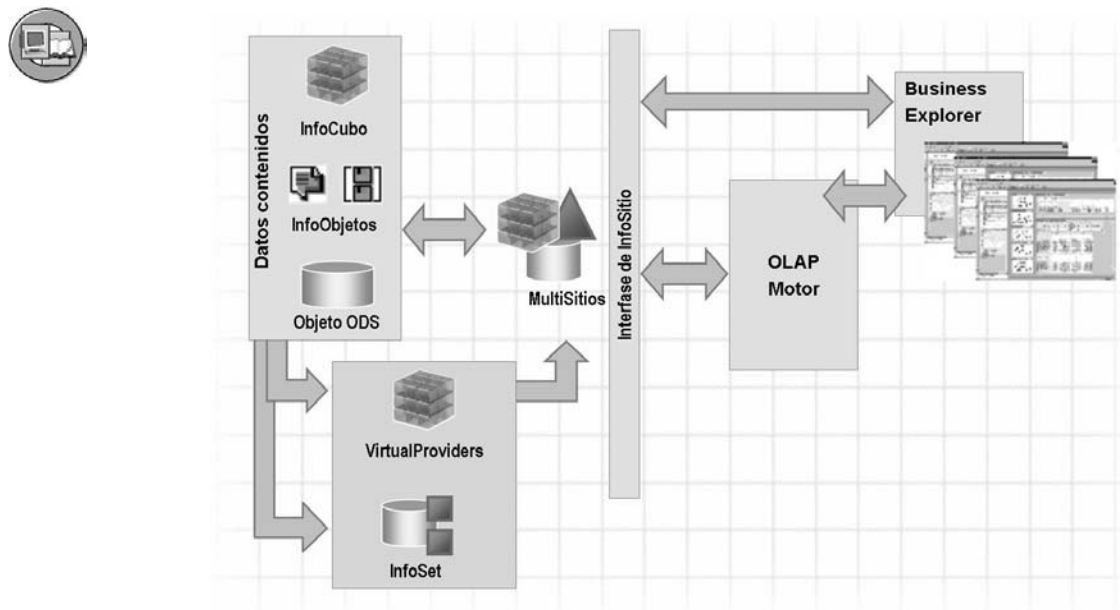 Datos contenidos
InfoCubo
InfoObjetos
Objeto ODS
VirtualProviders
InfoSet
MultiSitios
Interfase de InfoSitio
OLAP
Motor
Business
Explorer